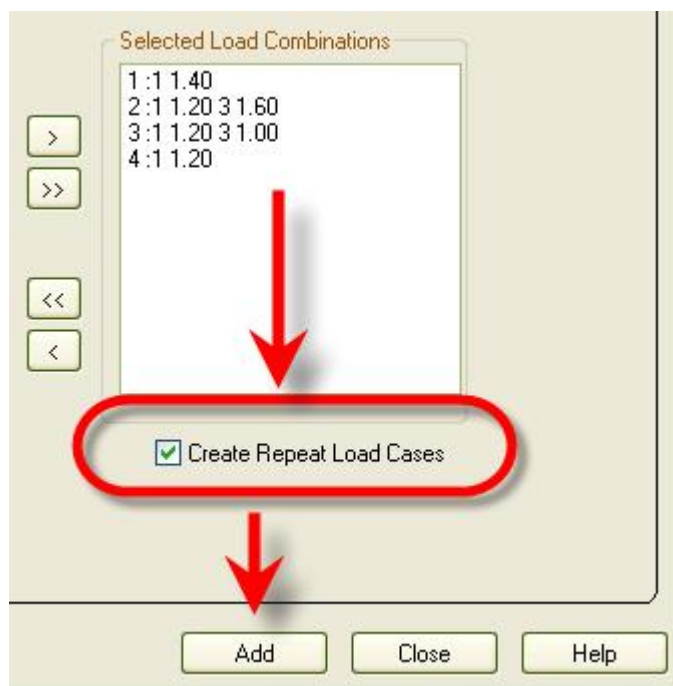 Selected Load Combinations
1 :1 1.40
2 :1 1.20 3 1.60
3 :1 1.20 3 1.00
4 :1 1.20
>
>>
<<
<
Create Repeat Load Cases
Add Close Help